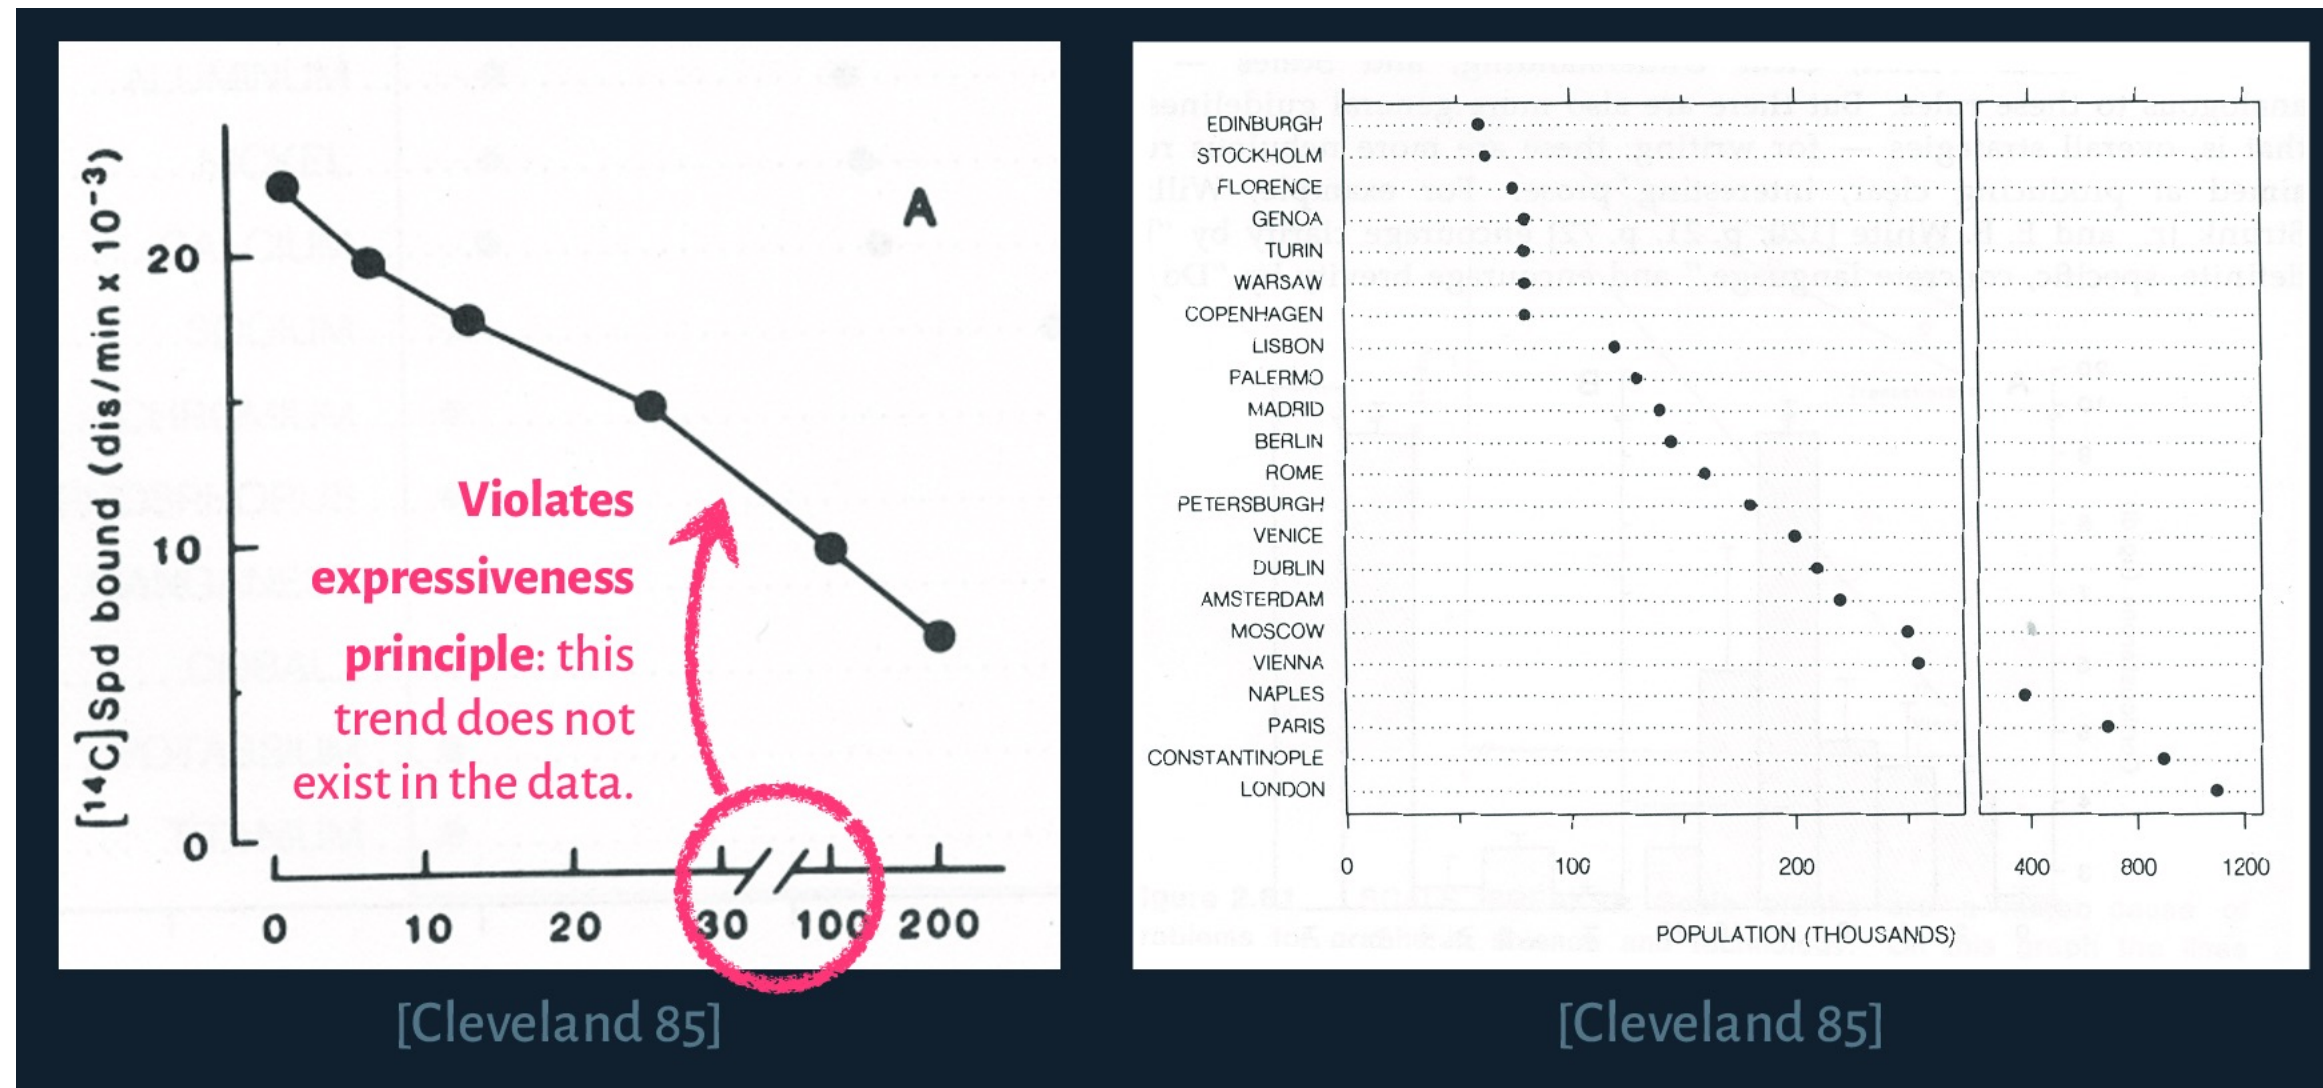 [¹⁴C]Spd bound (dis/min x 10⁻³)
20
10
0
A
Violates
expressiveness
principle: this
trend does not
exist in the data.
0 10 20 30 100 200
[Cleveland 85]
EDINBURGH
STOCKHOLM
FLORENCE
GENOA
TURIN
WARSAW
COPENHAGEN
LISBON
PALERMO
MADRID
BERLIN
ROME
PETERSBURGH
VENICE
DUBLIN
AMSTERDAM
MOSCOW
VIENNA
NAPLES
PARIS
CONSTANTINOPLE
LONDON
0 100 200 400 800 1200
POPULATION (THOUSANDS)
[Cleveland 85]